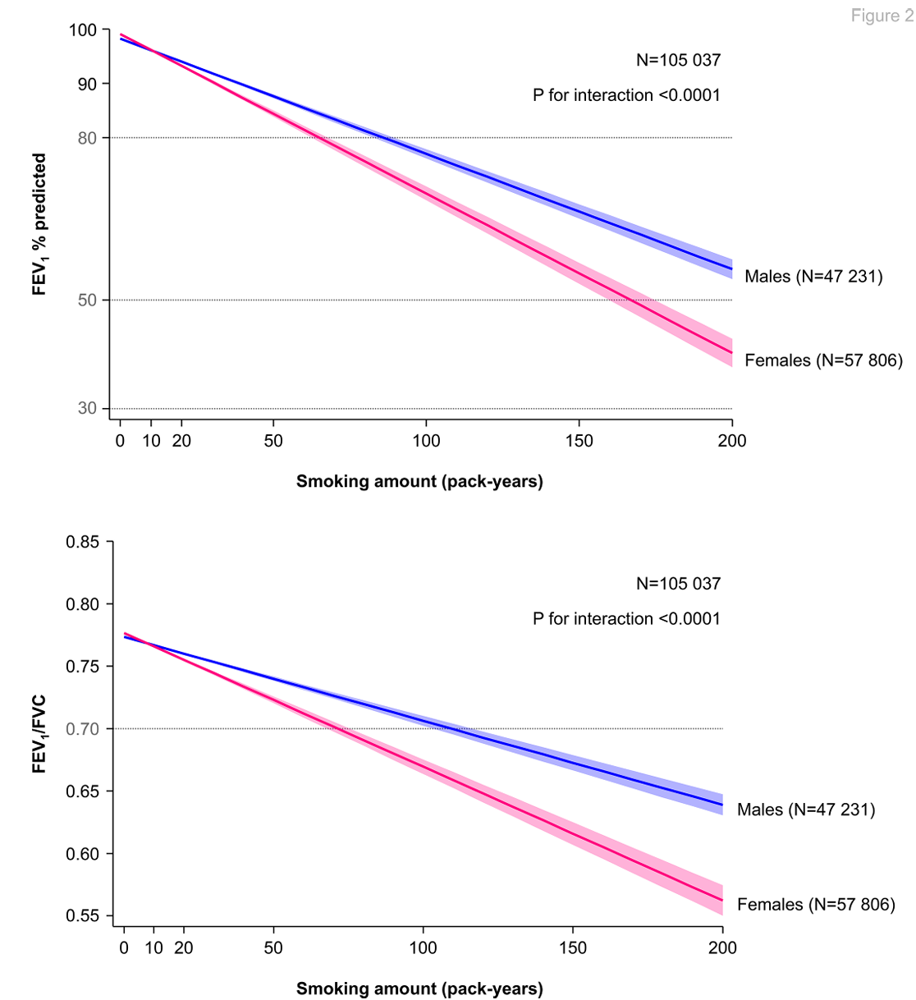 Figure 2
100
90
80
50
30
FEV1 % predicted
N=105 037
P for interaction <0.0001
Males (N=47 231)
Females (N=57 806)
0 10 20 50 100 150 200
Smoking amount (pack-years)
0.85
0.80
0.75
0.70
0.65
0.60
0.55
FEV1/FVC
N=105 037
P for interaction <0.0001
Males (N=47 231)
Females (N=57 806)
0 10 20 50 100 150 200
Smoking amount (pack-years)